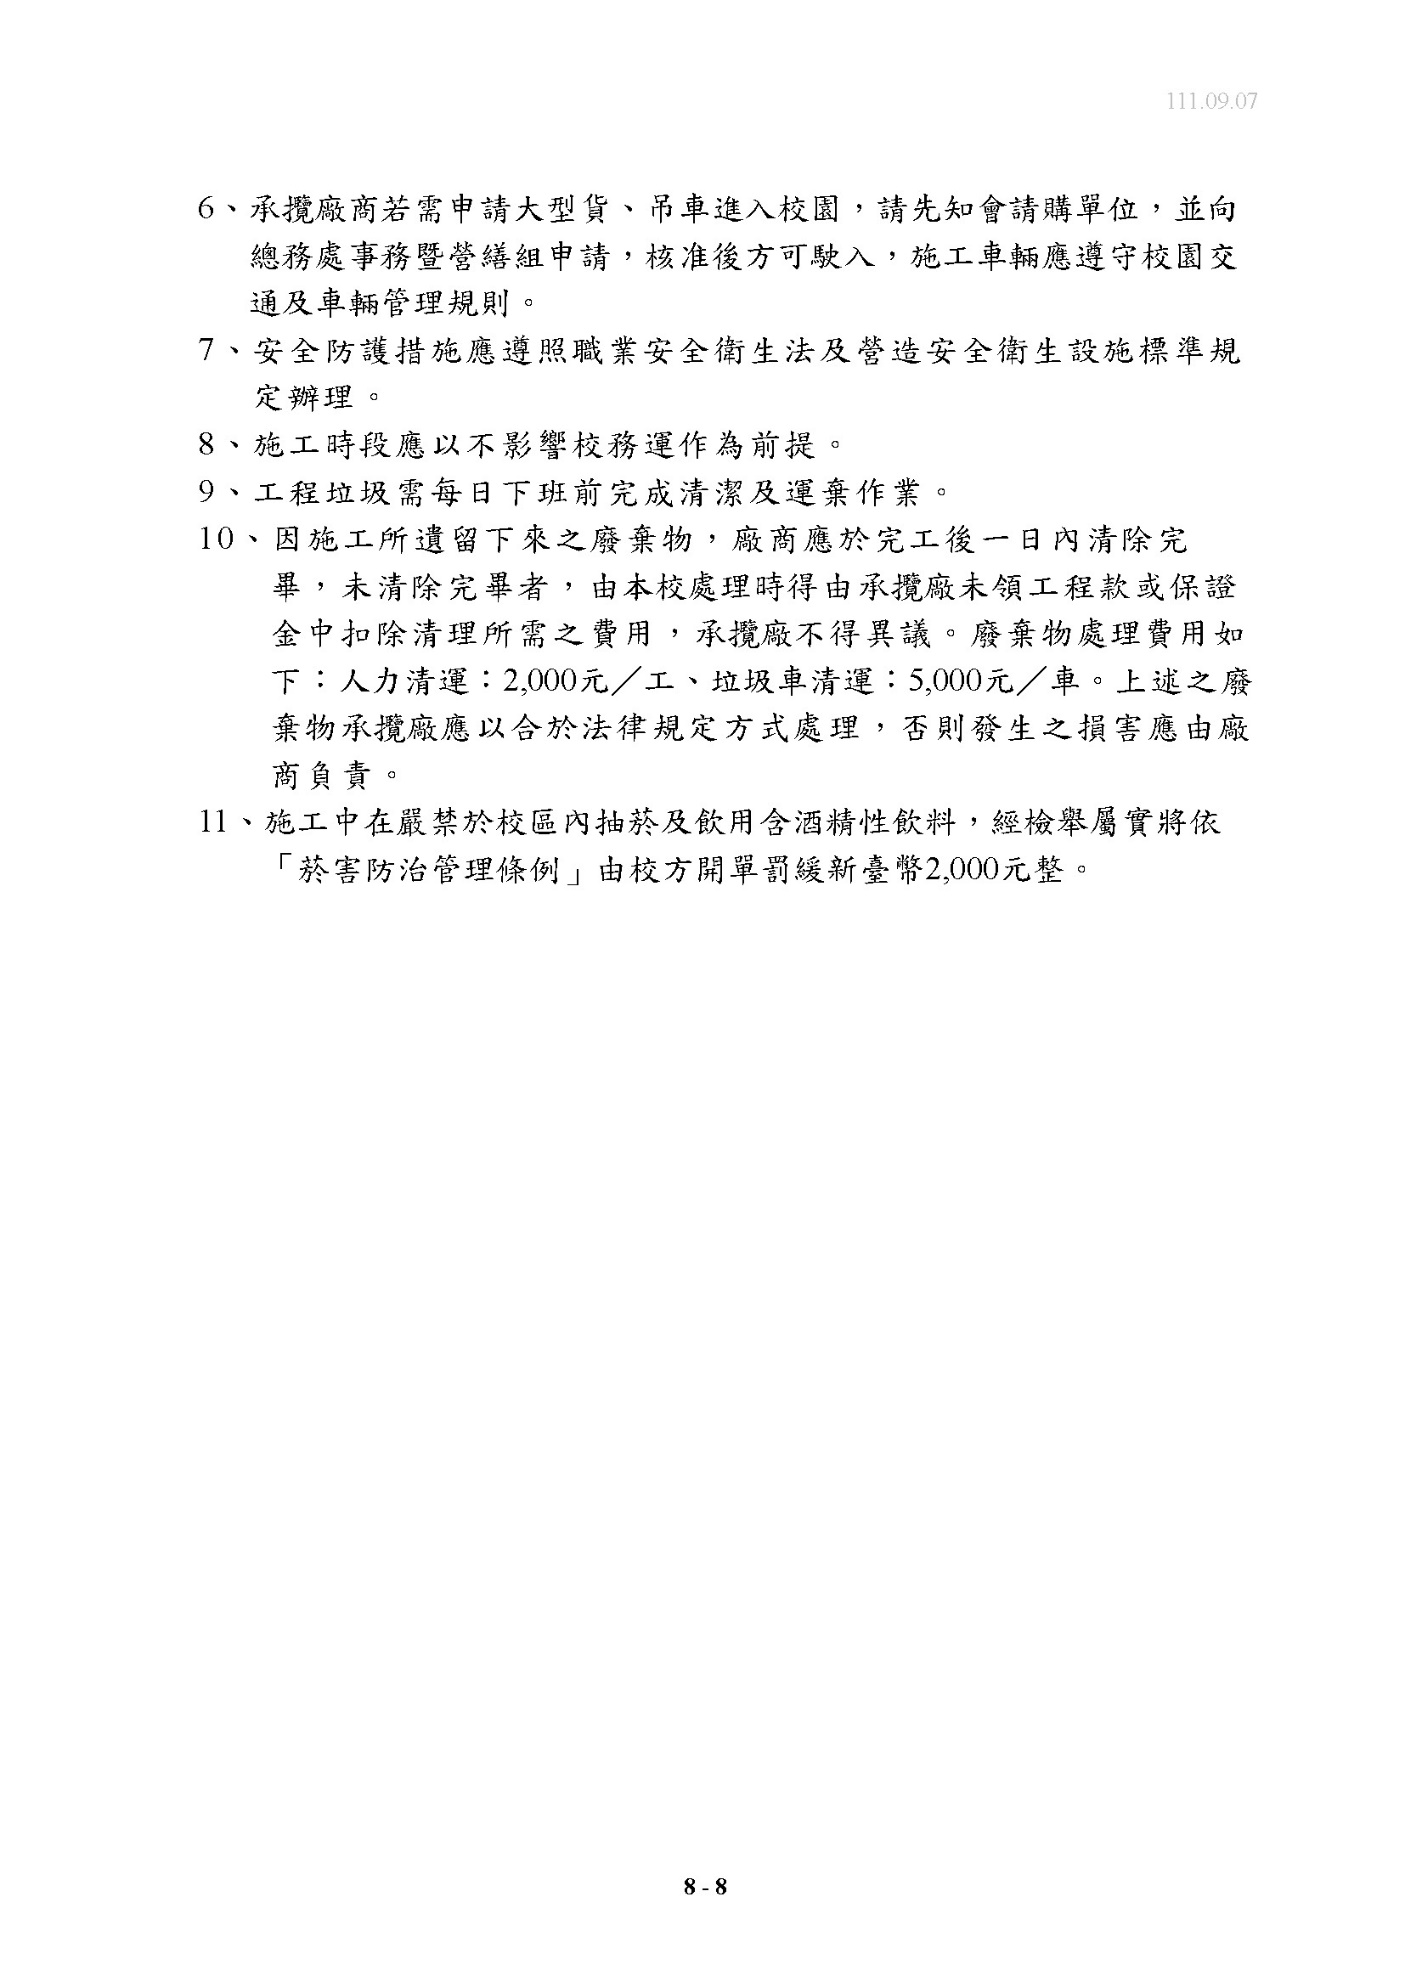 111.09.07
6、承攬廠商若需申請大型貨、吊車進入校園，請先知會請購單位，並向
總務處事務暨營繕組申請，核准後方可駛入，施工車輛應遵守校園交
通及車輛管理規則。
7、安全防護措施應遵照職業安全衛生法及營造安全衛生設施標準規
定辦理。
8、施工時段應以不影響校務運作為前提。
9、工程垃圾需每日下班前完成清潔及運棄作業。
10、因施工所遺留下來之廢棄物，廠商應於完工後一日內清除完
畢，未清除完畢者，由本校處理時得由承攬廠未領工程款或保證
金中扣除清理所需之費用，承攬廠不得異議。廢棄物處理費用如
下：人力清運：2,000元／工、垃圾車清運：5,000元／車。上述之廢
棄物承攬廠應以合於法律規定方式處理，否則發生之損害應由廠
商負責。
11、施工中在嚴禁於校區內抽菸及飲用含酒精性飲料，經檢舉屬實將依
「菸害防治管理條例」由校方開單罰緩新臺幣2,000元整。
8 - 8